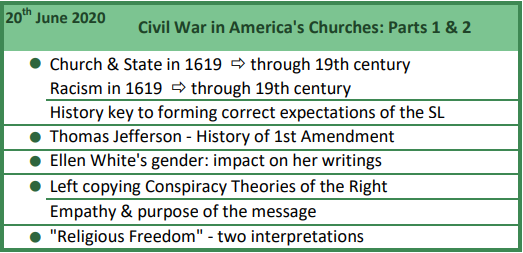 20th June 2020 Civil War in America's Churches: Parts 1 & 2
● Church & State in 1619 ⇨ through 19th century
Racism in 1619 ⇨ through 19th century
History key to forming correct expectations of the SL
● Thomas Jefferson - History of 1st Amendment
● Ellen White's gender: impact on her writings
● Left copying Conspiracy Theories of the Right
Empathy & purpose of the message
● "Religious Freedom" - two interpretations